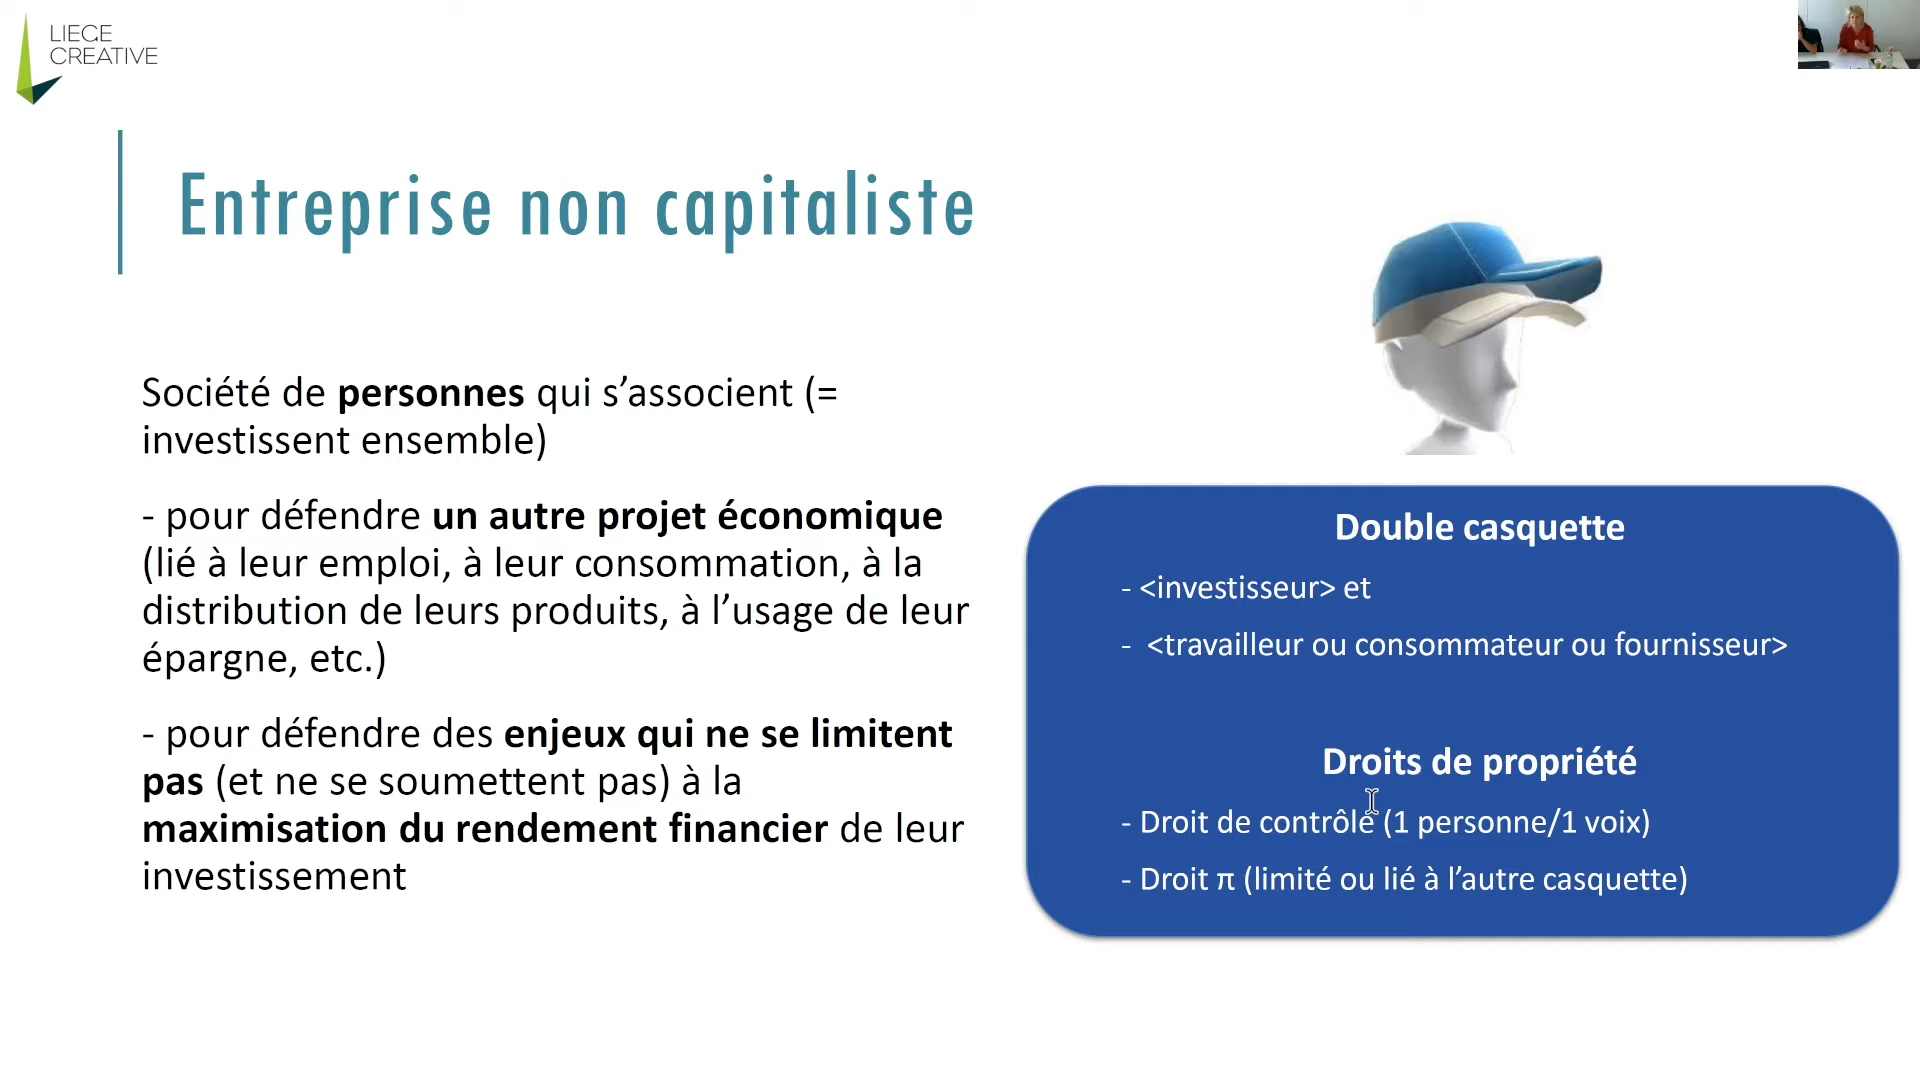 LIEGE
CREATIVE
Entreprise non capitaliste
Société de personnes qui s’associent (=
investissent ensemble)
- pour défendre un autre projet économique
(lié à leur emploi, à leur consommation, à la
distribution de leurs produits, à l’usage de leur
épargne, etc.)
- pour défendre des enjeux qui ne se limitent
pas (et ne se soumettent pas) à la
maximisation du rendement financier de leur
investissement
Double casquette
- <investisseur> et
- <travailleur ou consommateur ou fournisseur>
Droits de propriété
- Droit de contrôle (1 personne/1 voix)
- Droit π (limité ou lié à l’autre casquette)